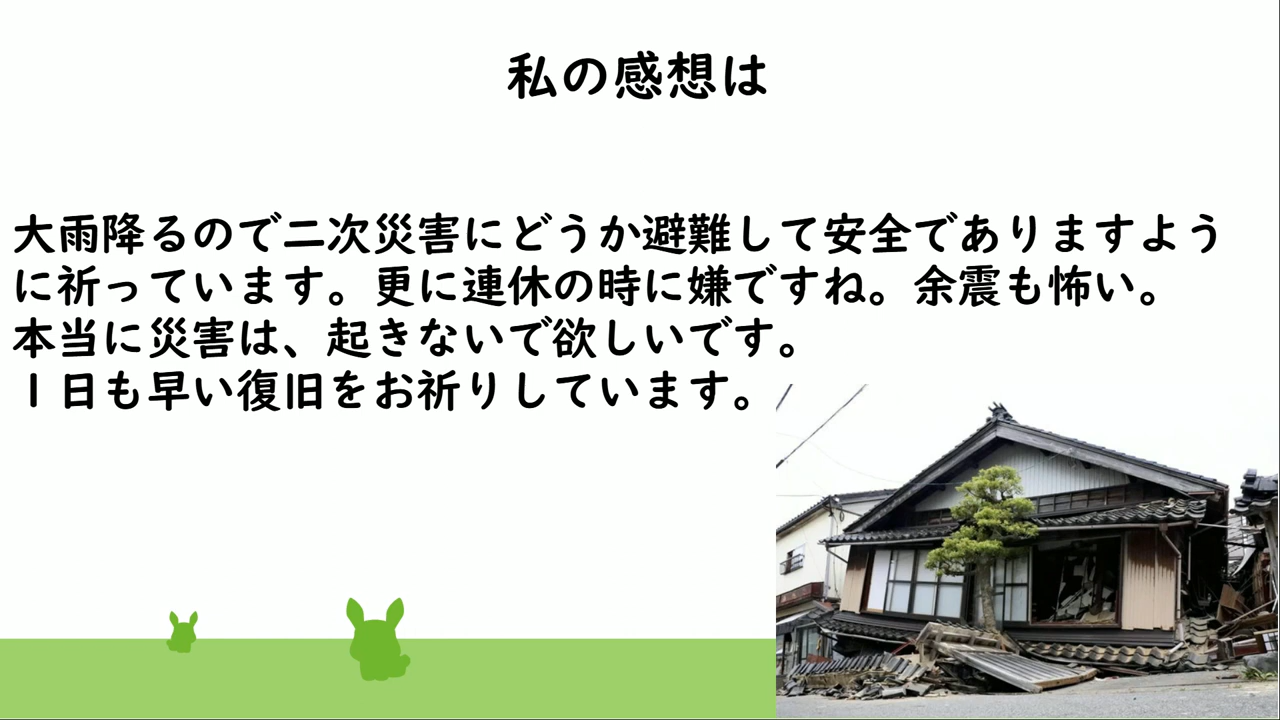 私の感想は
大雨降るので二次災害にどうか避難して安全でありますよう
に祈っています。更に連休の時に嫌ですね。余震も怖い。
本当に災害は、起きないで欲しいです。
１日も早い復旧をお祈りしています。